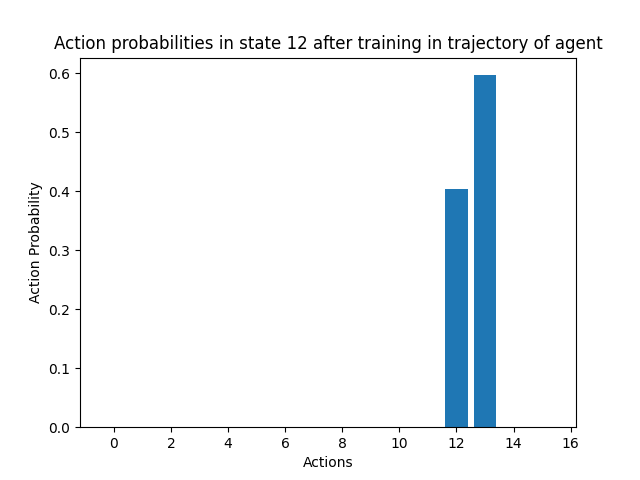 Action probabilities in state 12 after training in trajectory of agent
Action Probability
0.6
0.5
0.4
0.3
0.2
0.1
0.0
0 2 4 6 8 10 12 14 16
Actions